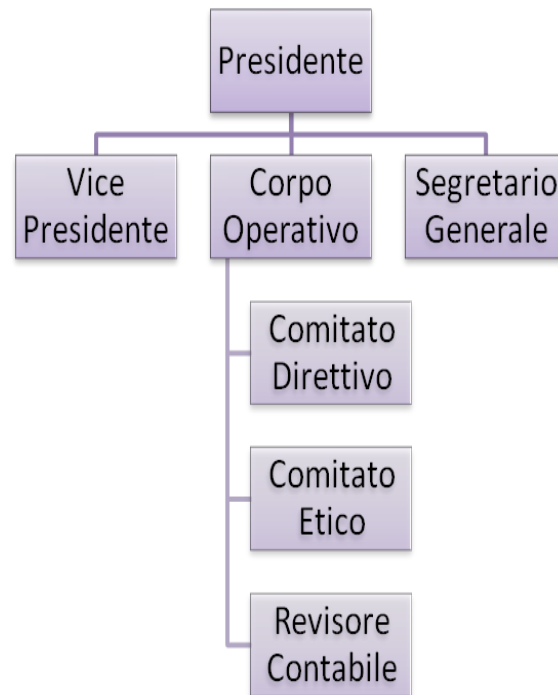 Presidente
Vice
Presidente
Corpo
Operativo
Segretario
Generale
Comitato
Direttivo
Comitato
Etico
Revisore
Contabile